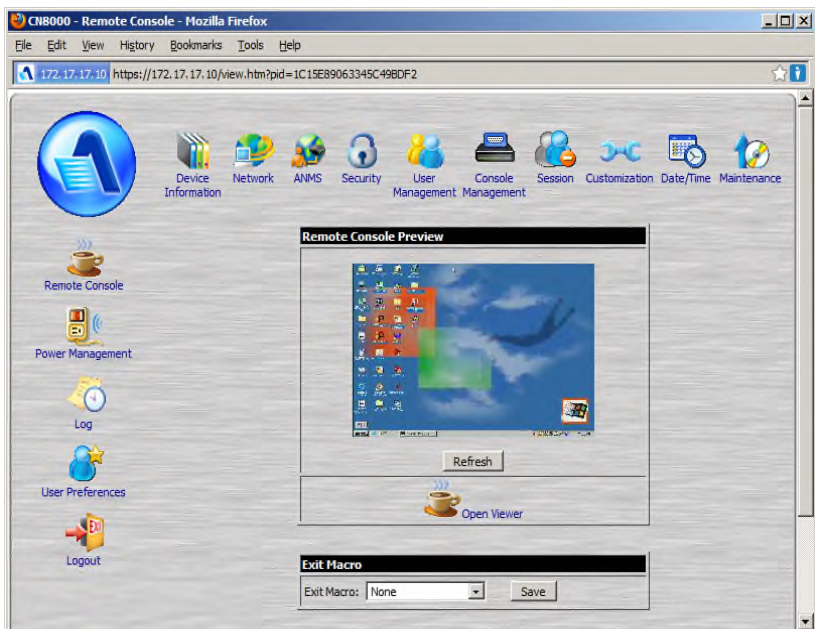 CN8000 - Remote Console - Mozilla Firefox
File Edit View History Bookmarks Tools Help
172.17.17.10 https://172.17.17.10/view.htm?pid=1C15E89063345C49BDF2
Device Information
Network
ANMS
Security
User Management
Console Management
Session
Customization
Date/Time
Maintenance
Remote Console
Power Management
Log
User Preferences
EXIT
Logout
Remote Console Preview
Refresh
Open Viewer
Exit Macro
Exit Macro: None Save